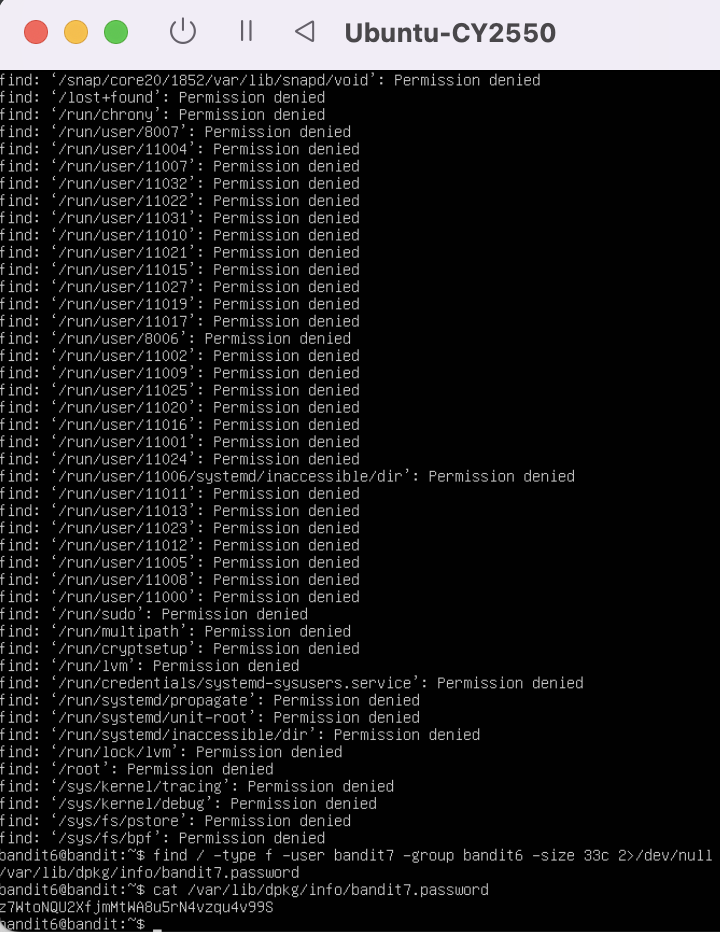 Ubuntu-CY2550
find: ‘/snap/core20/1852/var/lib/snapd/void’: Permission denied
find: ‘/lost+found’: Permission denied
find: ‘/run/chrony’: Permission denied
find: ‘/run/user/8007’: Permission denied
find: ‘/run/user/11004’: Permission denied
find: ‘/run/user/11007’: Permission denied
find: ‘/run/user/11032’: Permission denied
find: ‘/run/user/11022’: Permission denied
find: ‘/run/user/11031’: Permission denied
find: ‘/run/user/11010’: Permission denied
find: ‘/run/user/11021’: Permission denied
find: ‘/run/user/11015’: Permission denied
find: ‘/run/user/11027’: Permission denied
find: ‘/run/user/11019’: Permission denied
find: ‘/run/user/11017’: Permission denied
find: ‘/run/user/8006’: Permission denied
find: ‘/run/user/11002’: Permission denied
find: ‘/run/user/11009’: Permission denied
find: ‘/run/user/11025’: Permission denied
find: ‘/run/user/11020’: Permission denied
find: ‘/run/user/11016’: Permission denied
find: ‘/run/user/11001’: Permission denied
find: ‘/run/user/11024’: Permission denied
find: ‘/run/user/11006/systemd/inaccessible/dir’: Permission denied
find: ‘/run/user/11011’: Permission denied
find: ‘/run/user/11013’: Permission denied
find: ‘/run/user/11023’: Permission denied
find: ‘/run/user/11012’: Permission denied
find: ‘/run/user/11005’: Permission denied
find: ‘/run/user/11008’: Permission denied
find: ‘/run/user/11000’: Permission denied
find: ‘/run/sudo’: Permission denied
find: ‘/run/multipath’: Permission denied
find: ‘/run/cryptsetup’: Permission denied
find: ‘/run/lvm’: Permission denied
find: ‘/run/credentials/systemd-sysusers.service’: Permission denied
find: ‘/run/systemd/propagate’: Permission denied
find: ‘/run/systemd/unit-root’: Permission denied
find: ‘/run/systemd/inaccessible/dir’: Permission denied
find: ‘/run/lock/lvm’: Permission denied
find: ‘/root’: Permission denied
find: ‘/sys/kernel/tracing’: Permission denied
find: ‘/sys/kernel/debug’: Permission denied
find: ‘/sys/fs/pstore’: Permission denied
find: ‘/sys/fs/bpf’: Permission denied
bandit6@bandit:~$ find / -type f -user bandit7 -group bandit6 -size 33c 2>/dev/null
/var/lib/dpkg/info/bandit7.password
bandit6@bandit:~$ cat /var/lib/dpkg/info/bandit7.password
z7WtoNQU2XfjmMtWA8u5rN4vzqu4v99S
bandit6@bandit:~$ _